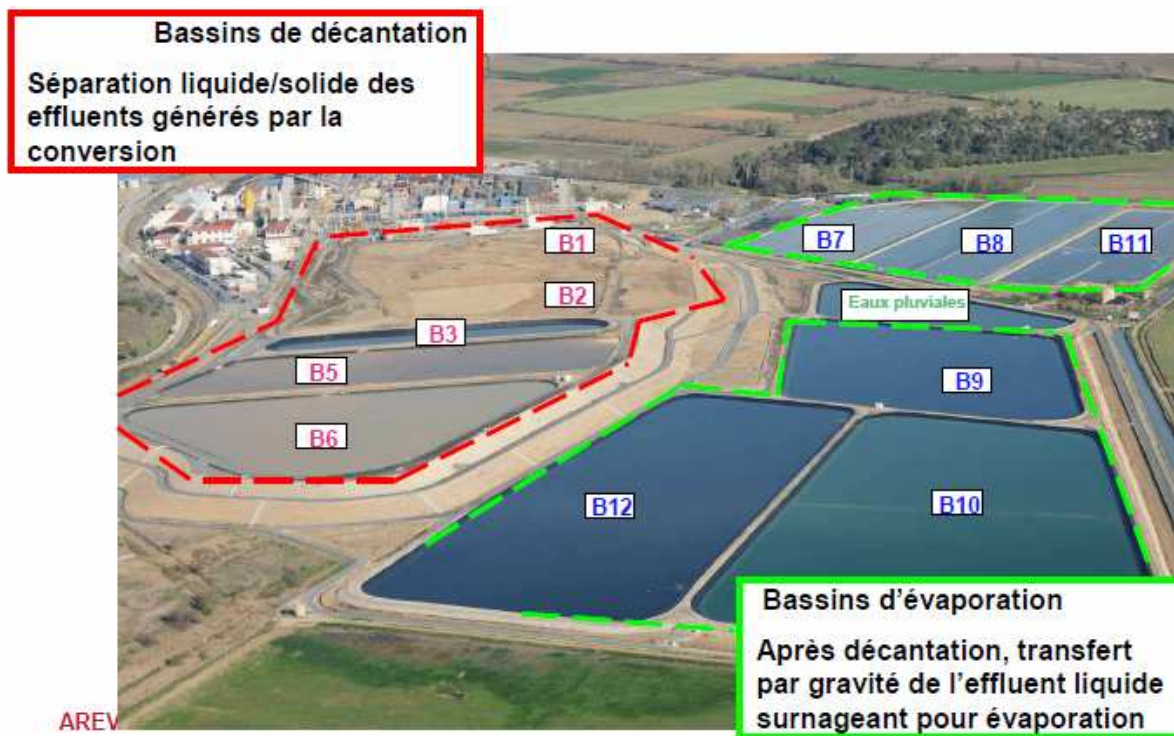 Bassins de décantation
Séparation liquide/solide des
effluents générés par la
conversion
B1
B7
B8
B11
B2
Eaux pluviales
B3
B5
B9
B6
B12
B10
Bassins d'évaporation
Après décantation, transfert
par gravité de l'effluent liquide
surnageant pour évaporation
AREV